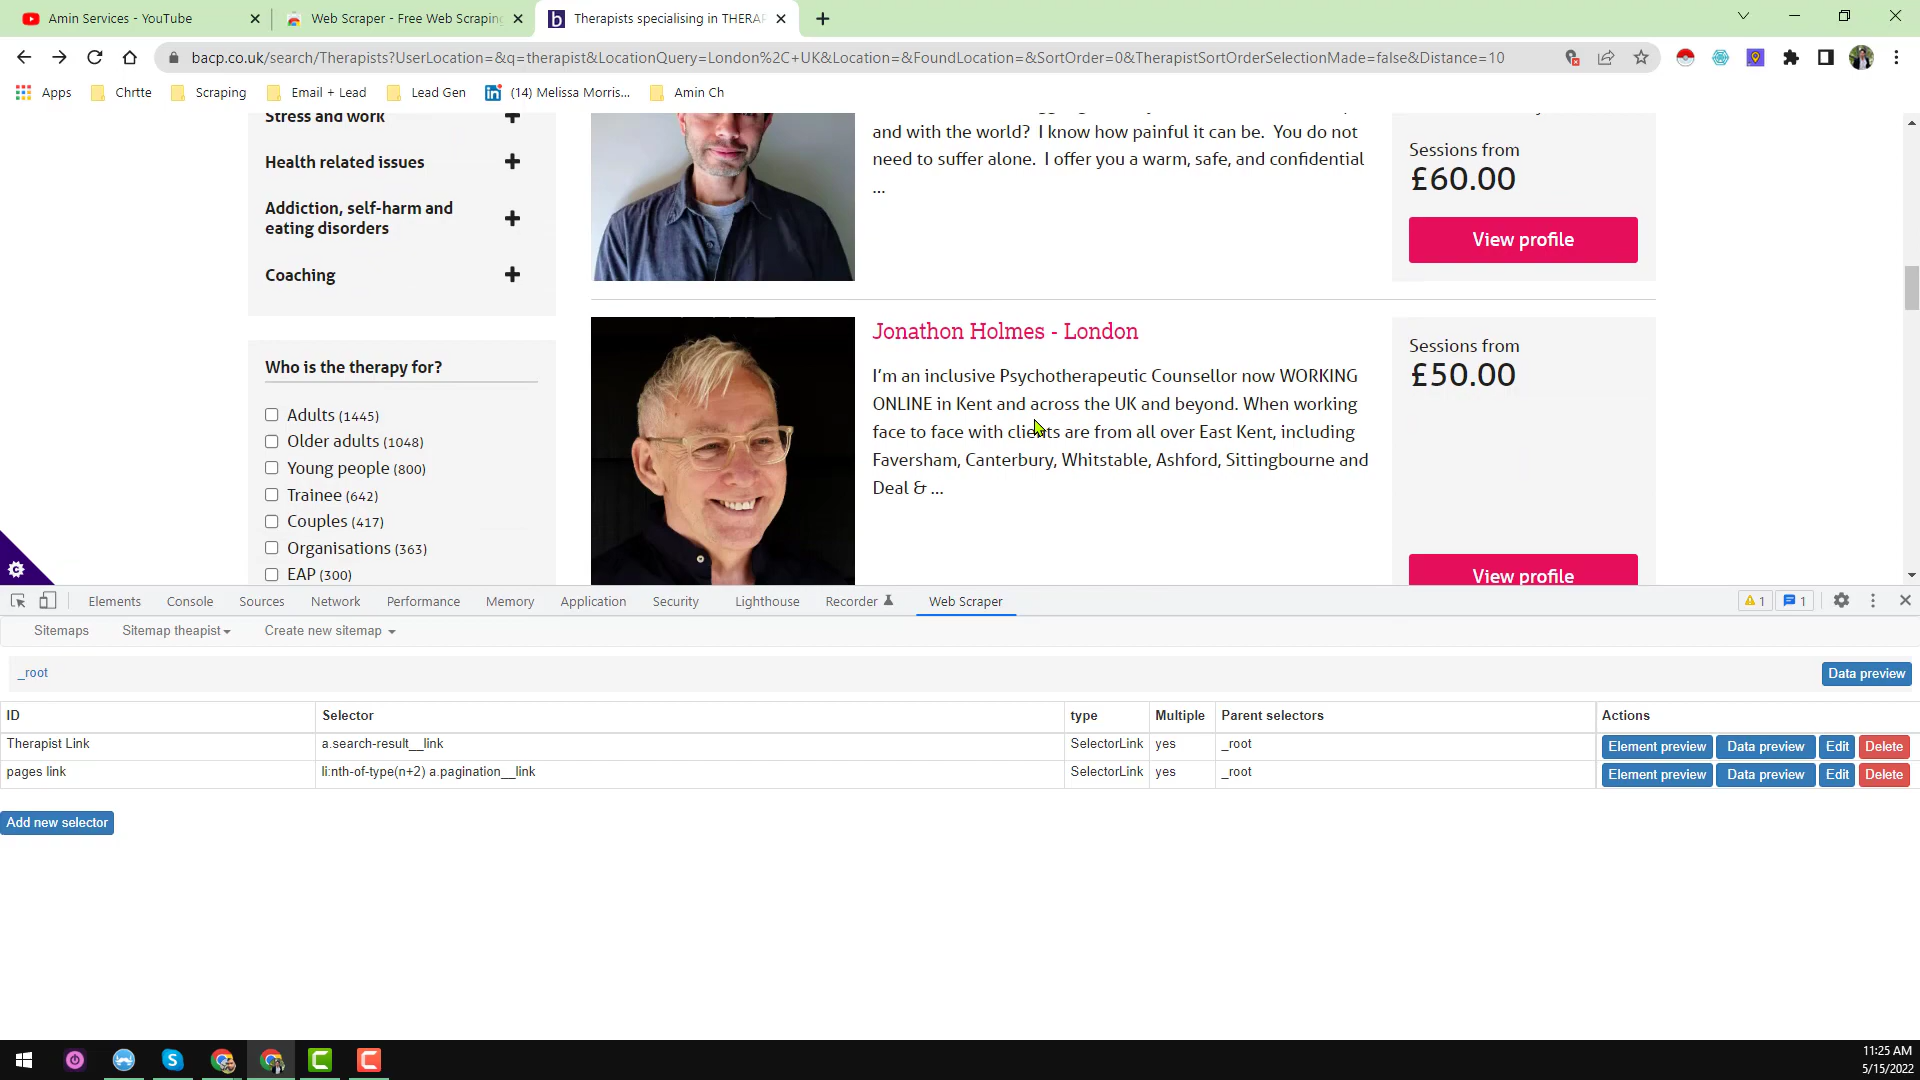 Amin Services - YouTube
Web Scraper - Free Web Scraping
Therapists specialising in THERA
bacp.co.uk/search/Therapists?UserLocation=&q=therapist&LocationQuery=London%2C+UK&Location=&FoundLocation=&SortOrder=0&TherapistSortOrderSelectionMade=false&Distance=10
Apps
Chrtte
Scraping
Email + Lead
Lead Gen
(14) Melissa Morris...
Amin Ch
Stress and work
Health related issues
Addiction, self-harm and
eating disorders
Coaching
Who is the therapy for?
Adults (1445)
Older adults (1048)
Young people (800)
Trainee (642)
Couples (417)
Organisations (363)
EAP (300)
and with the world? I know how painful it can be. You do not
need to suffer alone. I offer you a warm, safe, and confidential
...
Sessions from
£60.00
View profile
Jonathon Holmes - London
I'm an inclusive Psychotherapeutic Counsellor now WORKING
ONLINE in Kent and across the UK and beyond. When working
face to face with clients are from all over East Kent, including
Faversham, Canterbury, Whitstable, Ashford, Sittingbourne and
Deal & ...
Sessions from
£50.00
View profile
Elements
Console
Sources
Network
Performance
Memory
Application
Security
Lighthouse
Recorder
Web Scraper
1
1
Sitemaps
Sitemap theapist
Create new sitemap
_root
Data preview
ID
Selector
type
Multiple
Parent selectors
Actions
Therapist Link
a.search-result__link
SelectorLink
yes
_root
Element preview
Data preview
Edit
Delete
pages link
li:nth-of-type(n+2) a.pagination__link
SelectorLink
yes
_root
Element preview
Data preview
Edit
Delete
Add new selector
11:25 AM
5/15/2022